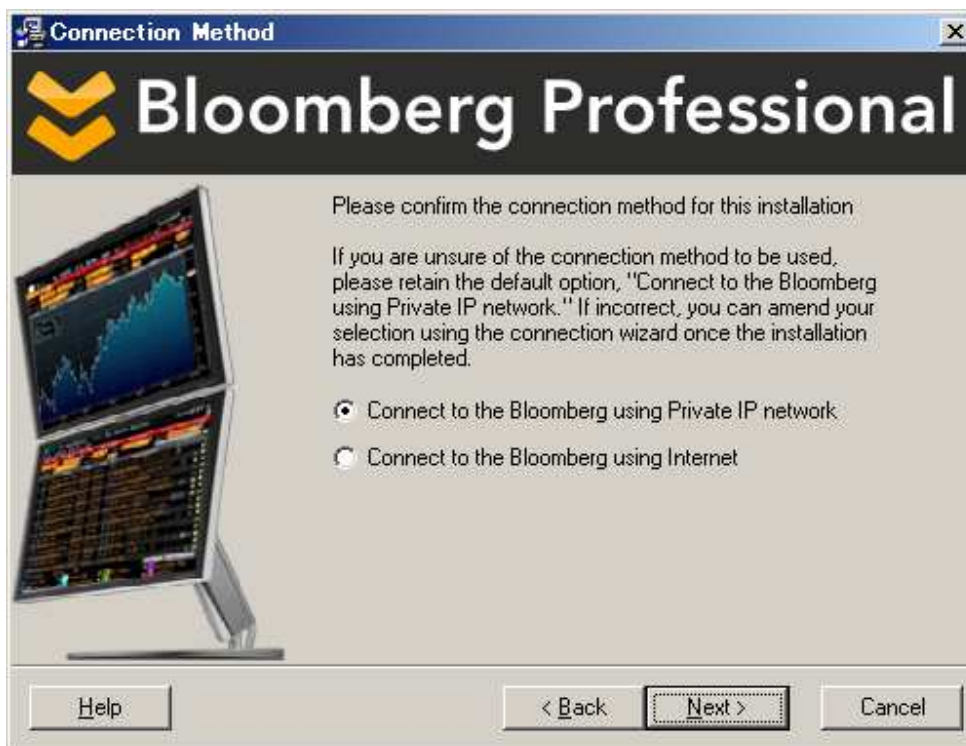 Connection Method
Bloomberg Professional
Please confirm the connection method for this installation
If you are unsure of the connection method to be used,
please retain the default option, "Connect to the Bloomberg
using Private IP network." If incorrect, you can amend your
selection using the connection wizard once the installation
has completed.
Connect to the Bloomberg using Private IP network
Connect to the Bloomberg using Internet
Help
< Back
Next >
Cancel